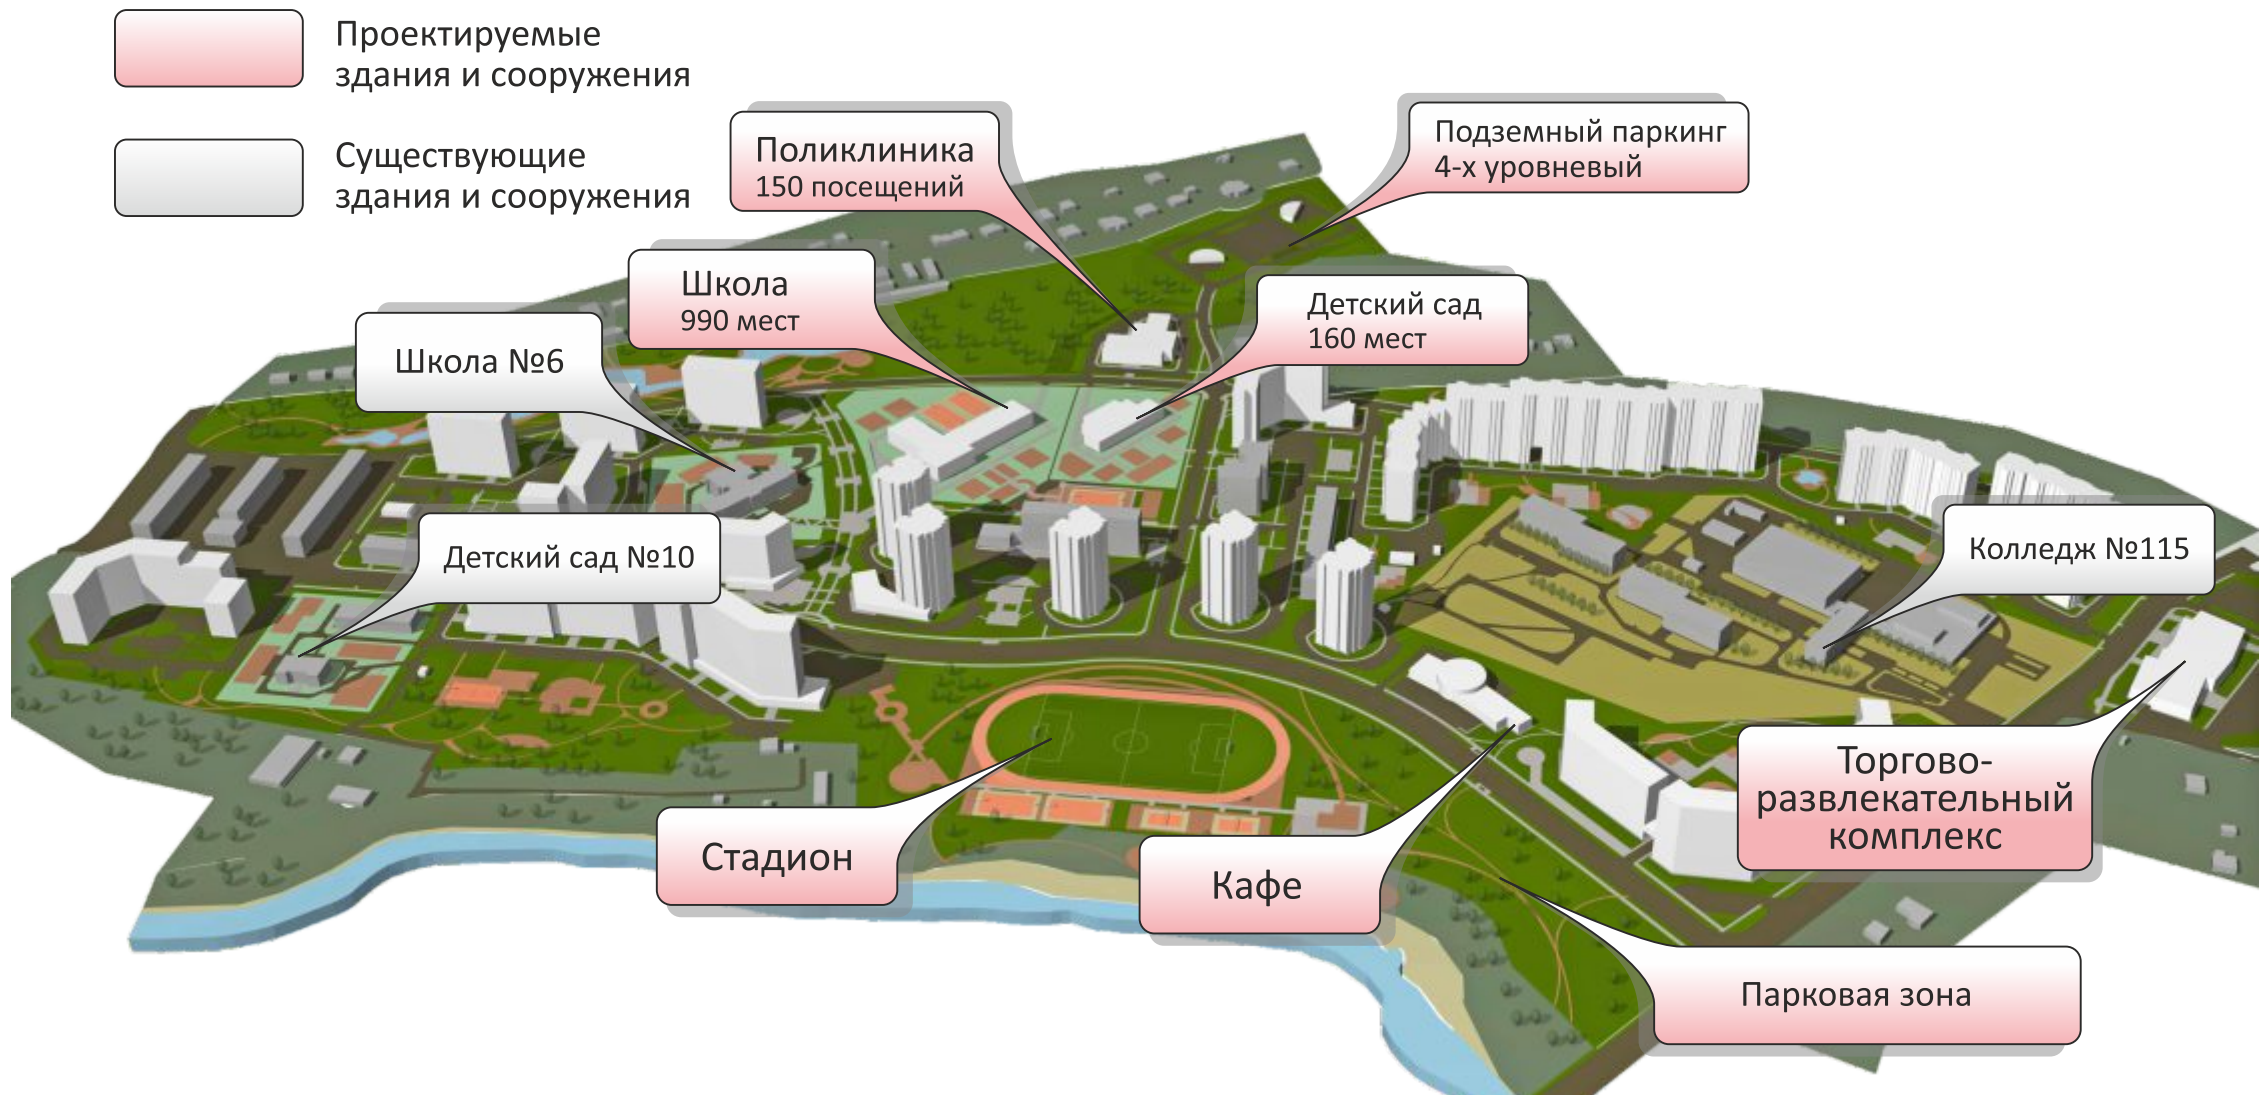 Проектируемые
здания и сооружения
Существующие
здания и сооружения
Поликлиника
150 посещений
Подземный паркинг
4-х уровневый
Школа
990 мест
Детский сад
160 мест
Школа №6
Детский сад №10
Колледж №115
Торгово-
развлекательный
комплекс
Стадион
Кафе
Парковая зона